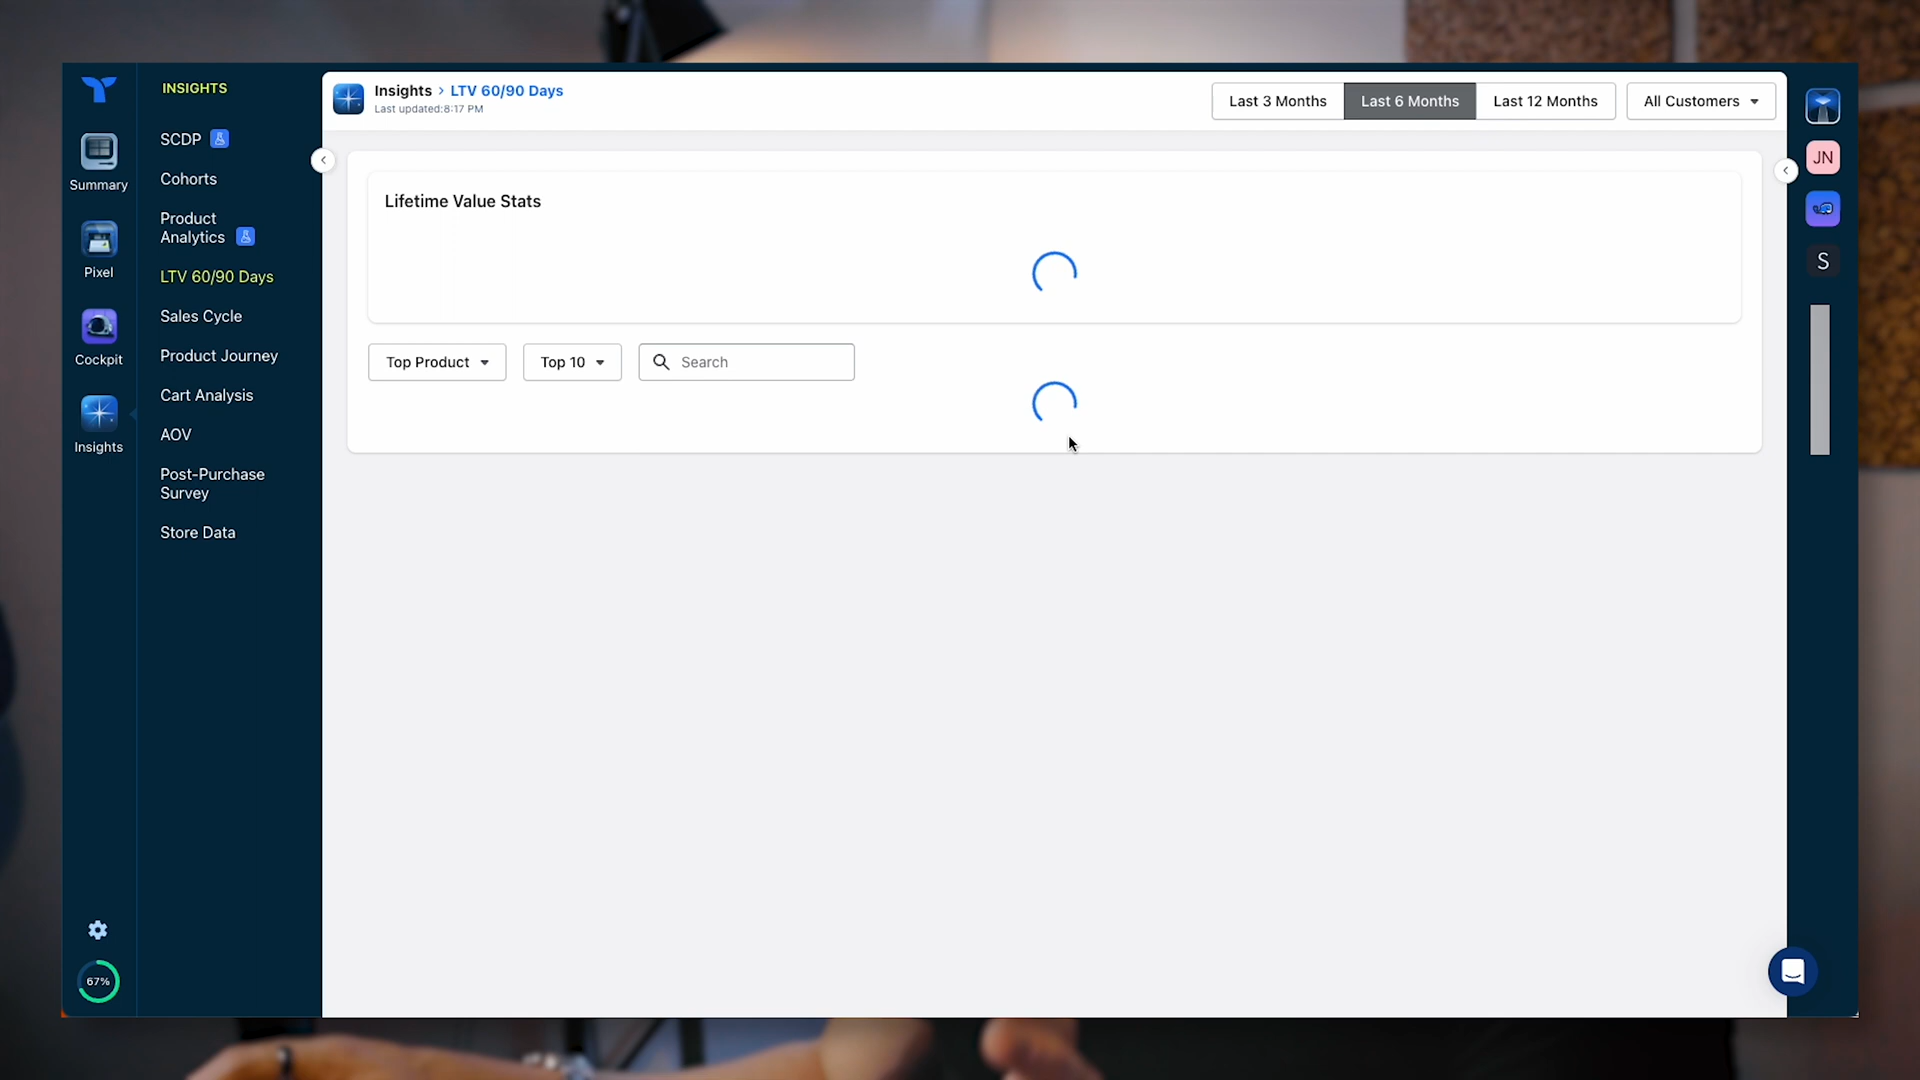 INSIGHTS
SCDP
Cohorts
Product
Analytics
LTV 60/90 Days
Sales Cycle
Product Journey
Cart Analysis
AOV
Post-Purchase
Survey
Store Data
Summary
Pixel
Cockpit
Insights
67%
Insights › LTV 60/90 Days
Last updated:8:17 PM
Last 3 Months
Last 6 Months
Last 12 Months
All Customers
Lifetime Value Stats
Top Product
Top 10
Search
JN
S